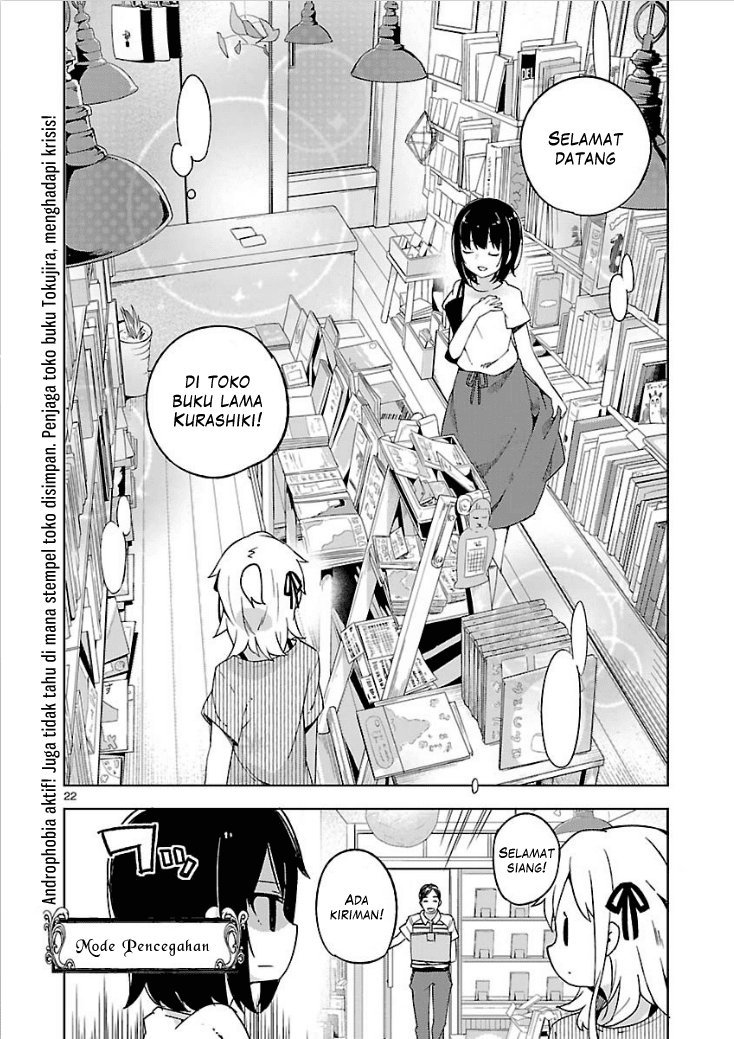 Androphobia aktif! Juga tidak tahu di mana stempel toko disimpan. Penjaga toko buku Tokujira, menghadapi krisis!
SELAMAT
DATANG
DI TOKO
BUKU LAMA
KURASHIKI!
22
SELAMAT
SIANG!
ADA
KIRIMAN!
Mode Pencegahan